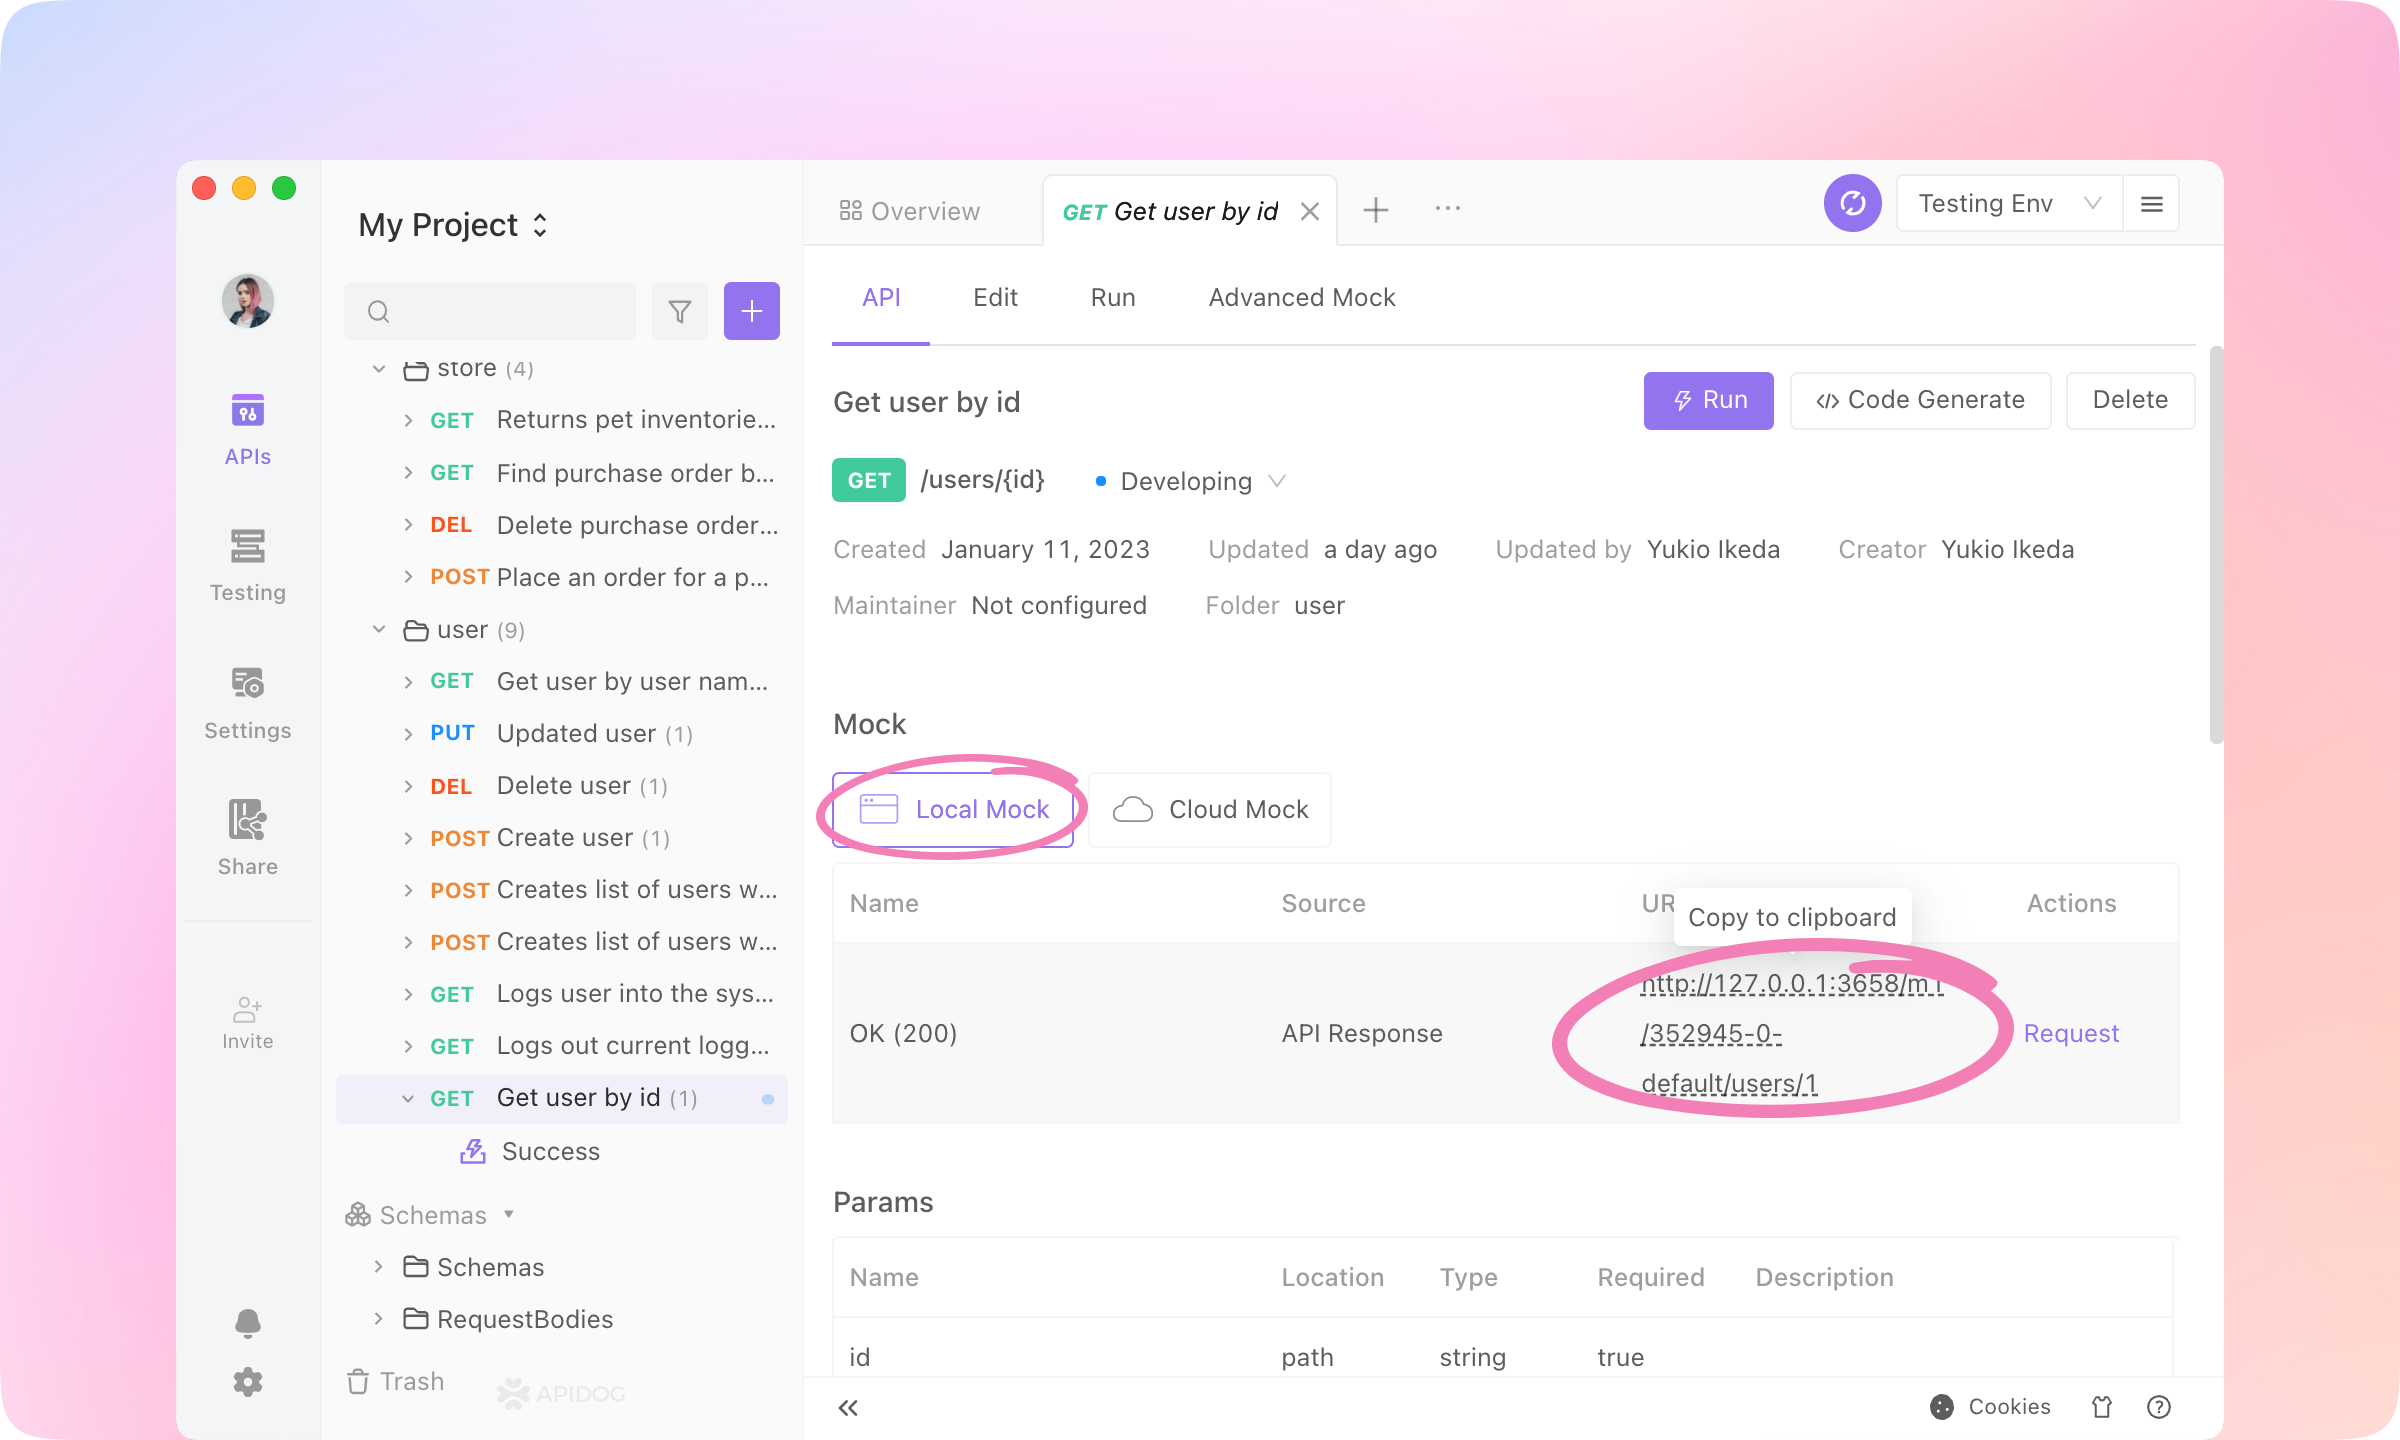 My Project
APIs
Testing
Settings
Share
Invite
store (4)
GET Returns pet inventorie...
GET Find purchase order b...
DEL Delete purchase order...
POST Place an order for a p...
user (9)
GET Get user by user nam...
PUT Updated user (1)
DEL Delete user (1)
POST Create user (1)
POST Creates list of users w...
POST Creates list of users w...
GET Logs user into the sys...
GET Logs out current logg...
GET Get user by id (1)
Success
Schemas
Schemas
RequestBodies
Trash
APIDOG
Overview
GET Get user by id
Testing Env
API Edit Run Advanced Mock
Get user by id
Run
</> Code Generate
Delete
GET /users/{id} Developing
Created January 11, 2023 Updated a day ago Updated by Yukio Ikeda Creator Yukio Ikeda
Maintainer Not configured Folder user
Mock
Local Mock Cloud Mock
Name Source UR Actions
Copy to clipboard
OK (200) API Response
http://127.0.0.1:3658/m1
/352945-0-
default/users/1
Request
Params
Name Location Type Required Description
id path string true
Cookies